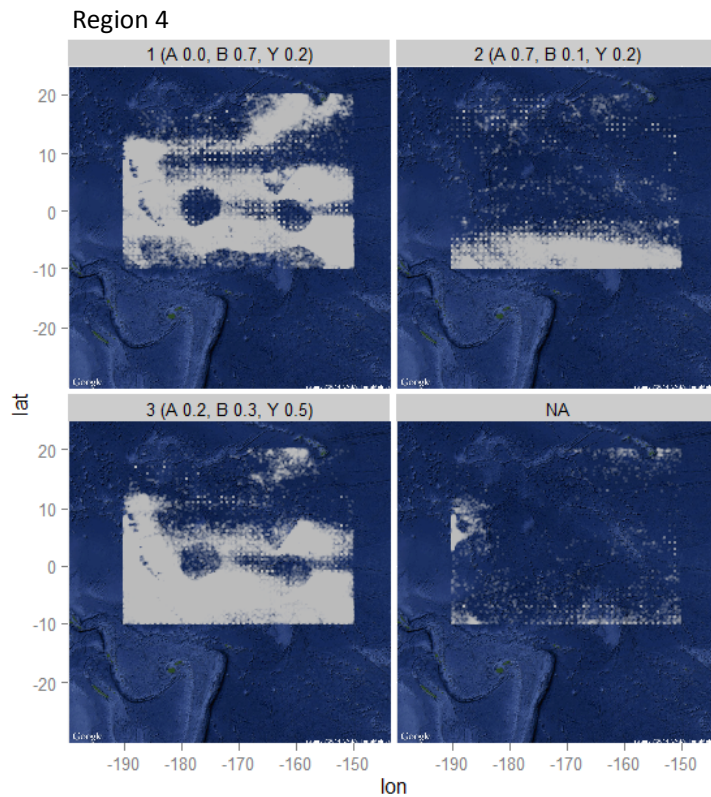 Region 4
1 (A 0.0, B 0.7, Y 0.2)
2 (A 0.7, B 0.1, Y 0.2)
20
10
0
-10
-20
Google
Google
lat
3 (A 0.2, B 0.3, Y 0.5)
NA
20
10
0
-10
-20
Google
Google
-190 -180 -170 -160 -150
-190 -180 -170 -160 -150
lon